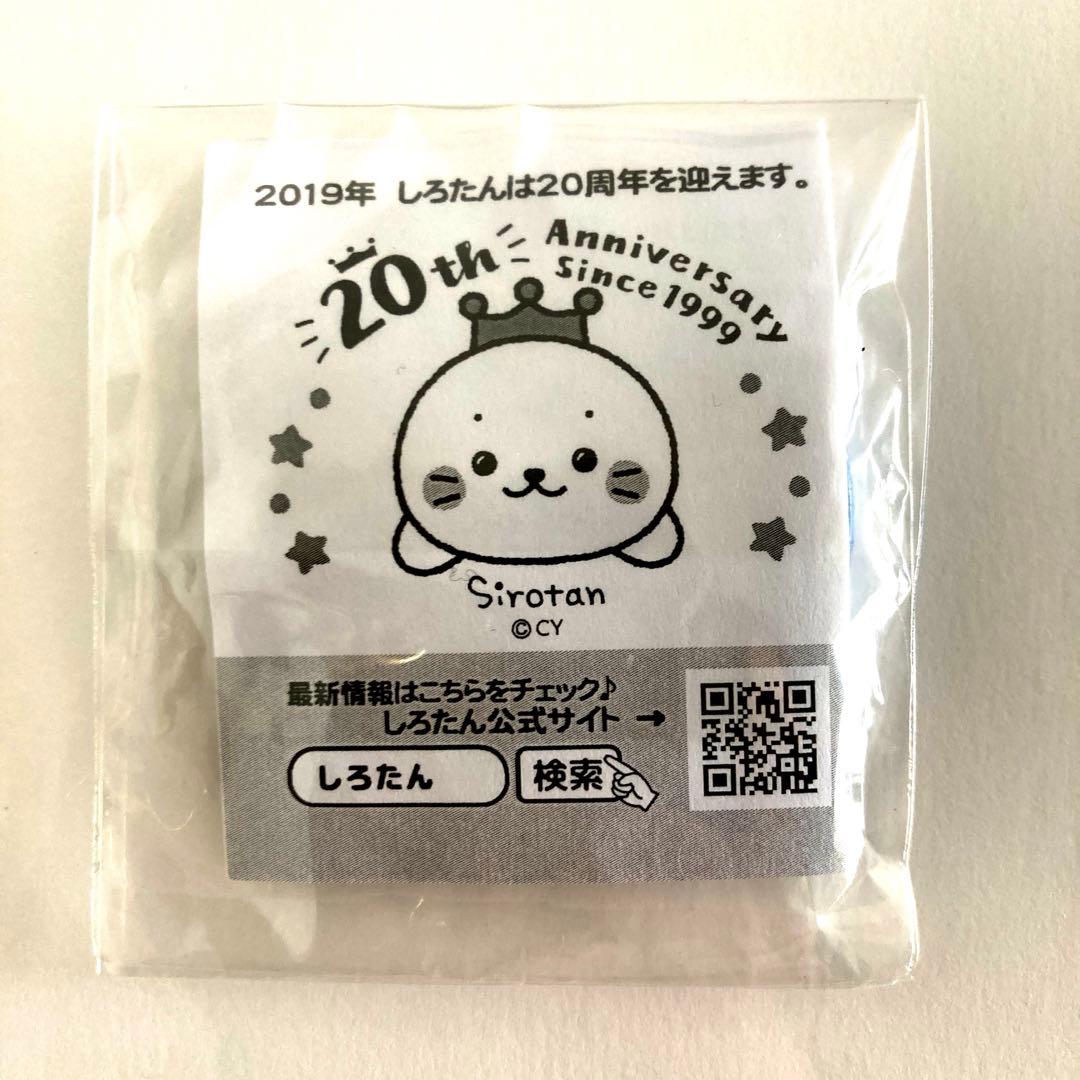 2019年 しろたんは20周年を迎えます。
20th Anniversary
Since 1999
Sirotan
©CY
最新情報はこちらをチェック♪
しろたん公式サイト →
しろたん 検索